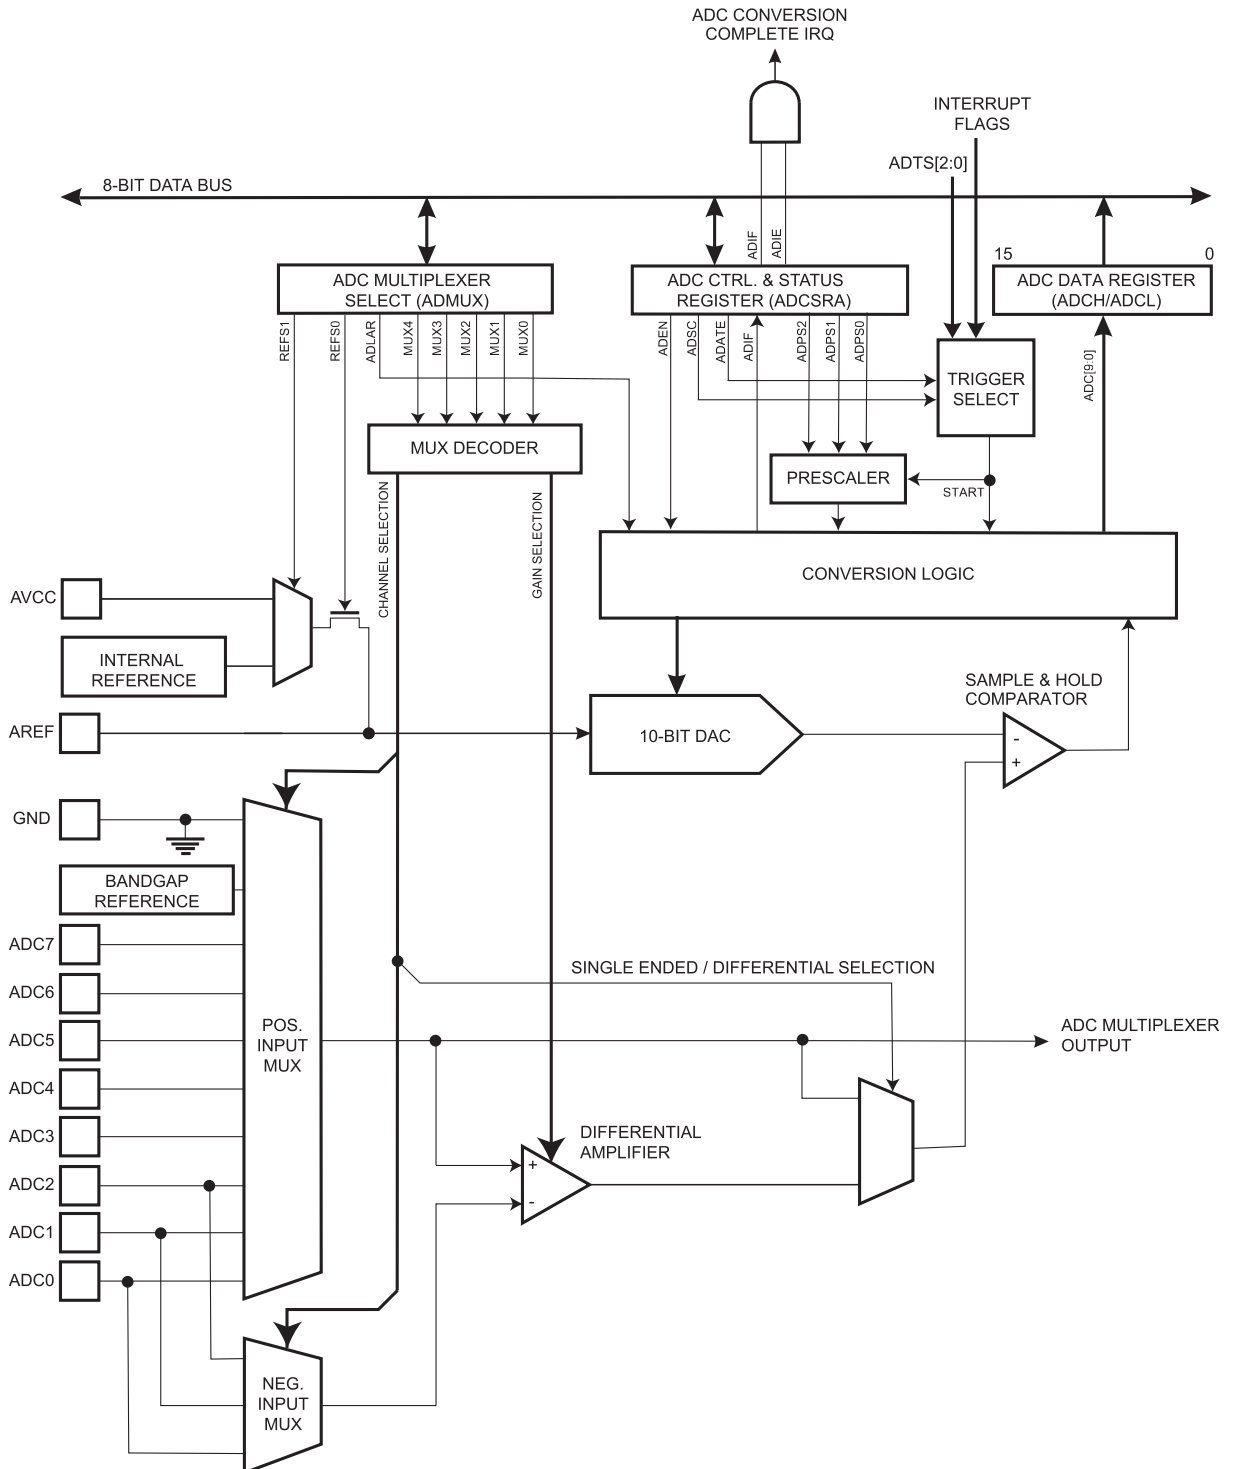 ADC CONVERSION
COMPLETE IRQ
INTERRUPT
FLAGS
ADTS[2:0]
8-BIT DATA BUS
ADIF
ADIE
15
0
ADC MULTIPLEXER
SELECT (ADMUX)
ADC CTRL. & STATUS
REGISTER (ADCSRA)
ADC DATA REGISTER
(ADCH/ADCL)
REFS1
REFS0
ADLAR
MUX4
MUX3
MUX2
MUX1
MUX0
ADEN
ADSC
ADATE
ADIF
ADPS2
ADPS1
ADPS0
ADC[9:0]
TRIGGER
SELECT
MUX DECODER
PRESCALER
START
CHANNEL SELECTION
GAIN SELECTION
CONVERSION LOGIC
AVCC
INTERNAL
REFERENCE
SAMPLE & HOLD
COMPARATOR
AREF
10-BIT DAC
-
+
GND
BANDGAP
REFERENCE
ADC7
SINGLE ENDED / DIFFERENTIAL SELECTION
ADC6
ADC5
POS.
INPUT
MUX
ADC MULTIPLEXER
OUTPUT
ADC4
ADC3
DIFFERENTIAL
AMPLIFIER
+
-
ADC2
ADC1
ADC0
NEG.
INPUT
MUX